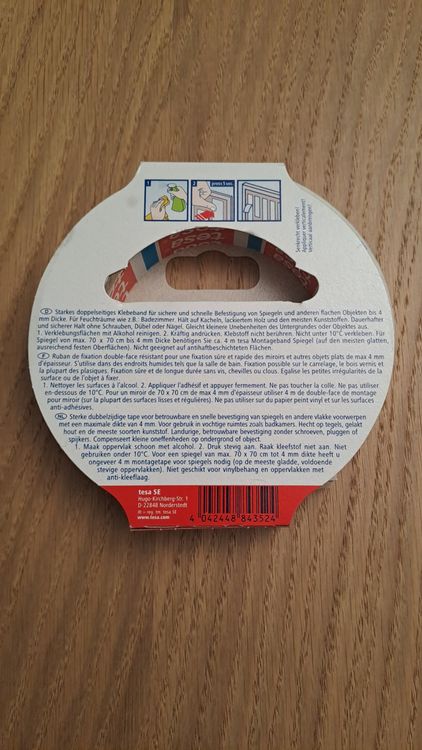 1
2 press 5 sec.
Senkrecht verkleben!
Appliquer verticalement!
Verticaal aanbrengen!
tesa
D Starkes doppelseitiges Klebeband für sichere und schnelle Befestigung von Spiegeln und anderen flachen Objekten bis 4
mm Dicke. Für Feuchträume wie z.B. Badezimmer. Hält auf Kacheln, lackiertem Holz und den meisten Kunststoffen. Dauerhafter
und sicherer Halt ohne Schrauben, Dübel oder Nägel. Gleicht kleinere Unebenheiten des Untergrundes oder Objektes aus.
1. Verklebungsflächen mit Alkohol reinigen. 2. Kräftig andrücken. Klebstoff nicht berühren. Nicht unter 10°C verkleben. Für
Spiegel von max. 70 x 70 cm bis 4 mm Dicke benötigen Sie ca. 4 m tesa Montageband Spiegel (auf den meisten glatten,
ausreichend festen Oberflächen). Nicht geeignet auf antihaftbeschichteten Flächen.
F Ruban de fixation double-face résistant pour une fixation sûre et rapide des miroirs et autres objets plats de max 4 mm
d'épaisseur. S'utilise dans des endroits humides tels que la salle de bain. Fixation possible sur le carrelage, le bois vernis et
la plupart des plastiques. Fixation sûre et de longue durée sans vis, chevilles ou clous. Egalise les petites irrégularités de la
surface ou de l'objet à fixer.
1. Nettoyer les surfaces à l'alcool. 2. Appliquer l'adhésif et appuyer fermement. Ne pas toucher la colle. Ne pas utiliser
en-dessous de 10°C. Pour un miroir de 70 x 70 cm de max 4 mm d'épaisseur utiliser 4 m de double-face de montage
pour miroir (sur la plupart des surfaces lisses et régulières). Ne pas utiliser sur du papier peint vinyl et sur les surfaces
anti-adhésives.
NL Sterke dubbelzijdige tape voor betrouwbare en snelle bevestiging van spiegels en andere vlakke voorwerpen
met een maximale dikte van 4 mm. Voor gebruik in vochtige ruimtes zoals badkamers. Hecht op tegels, gelakt
hout en de meeste soorten kunststof. Landurige, betrouwbare bevestiging zonder schroeven, pluggen of
spijkers. Compenseert kleine oneffenheden op ondergrond of object.
1. Maak oppervlak schoon met alcohol. 2. Druk stevig aan. Raak kleefstof niet aan. Niet
gebruiken onder 10°C. Voor een spiegel van max. 70 x 70 cm tot 4 mm dikte heeft u
ongeveer 4 m montagetape voor spiegels nodig (op de meeste gladde, voldoende
stevige oppervlakken). Niet geschikt voor vinylbehang en oppervlakken met
anti-kleeflaag.
tesa SE
Hugo-Kirchberg-Str. 1
D-22848 Norderstedt
® = reg. tm. tesa SE
www.tesa.com
4 042448 843524